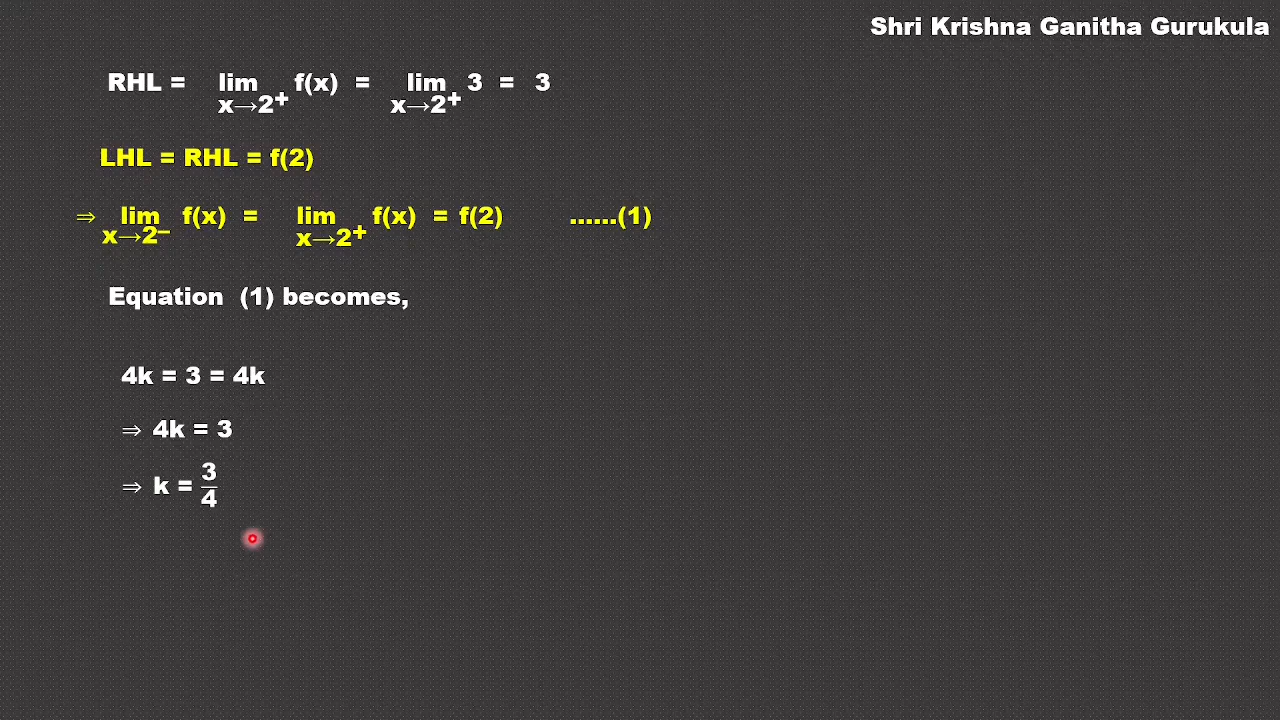 Shri Krishna Ganitha Gurukula
RHL = lim x→2⁺ f(x) = lim x→2⁺ 3 = 3
LHL = RHL = f(2)
⇒ lim x→2⁻ f(x) = lim x→2⁺ f(x) = f(2) ......(1)
Equation (1) becomes,
4k = 3 = 4k
⇒ 4k = 3
⇒ k = 3/4